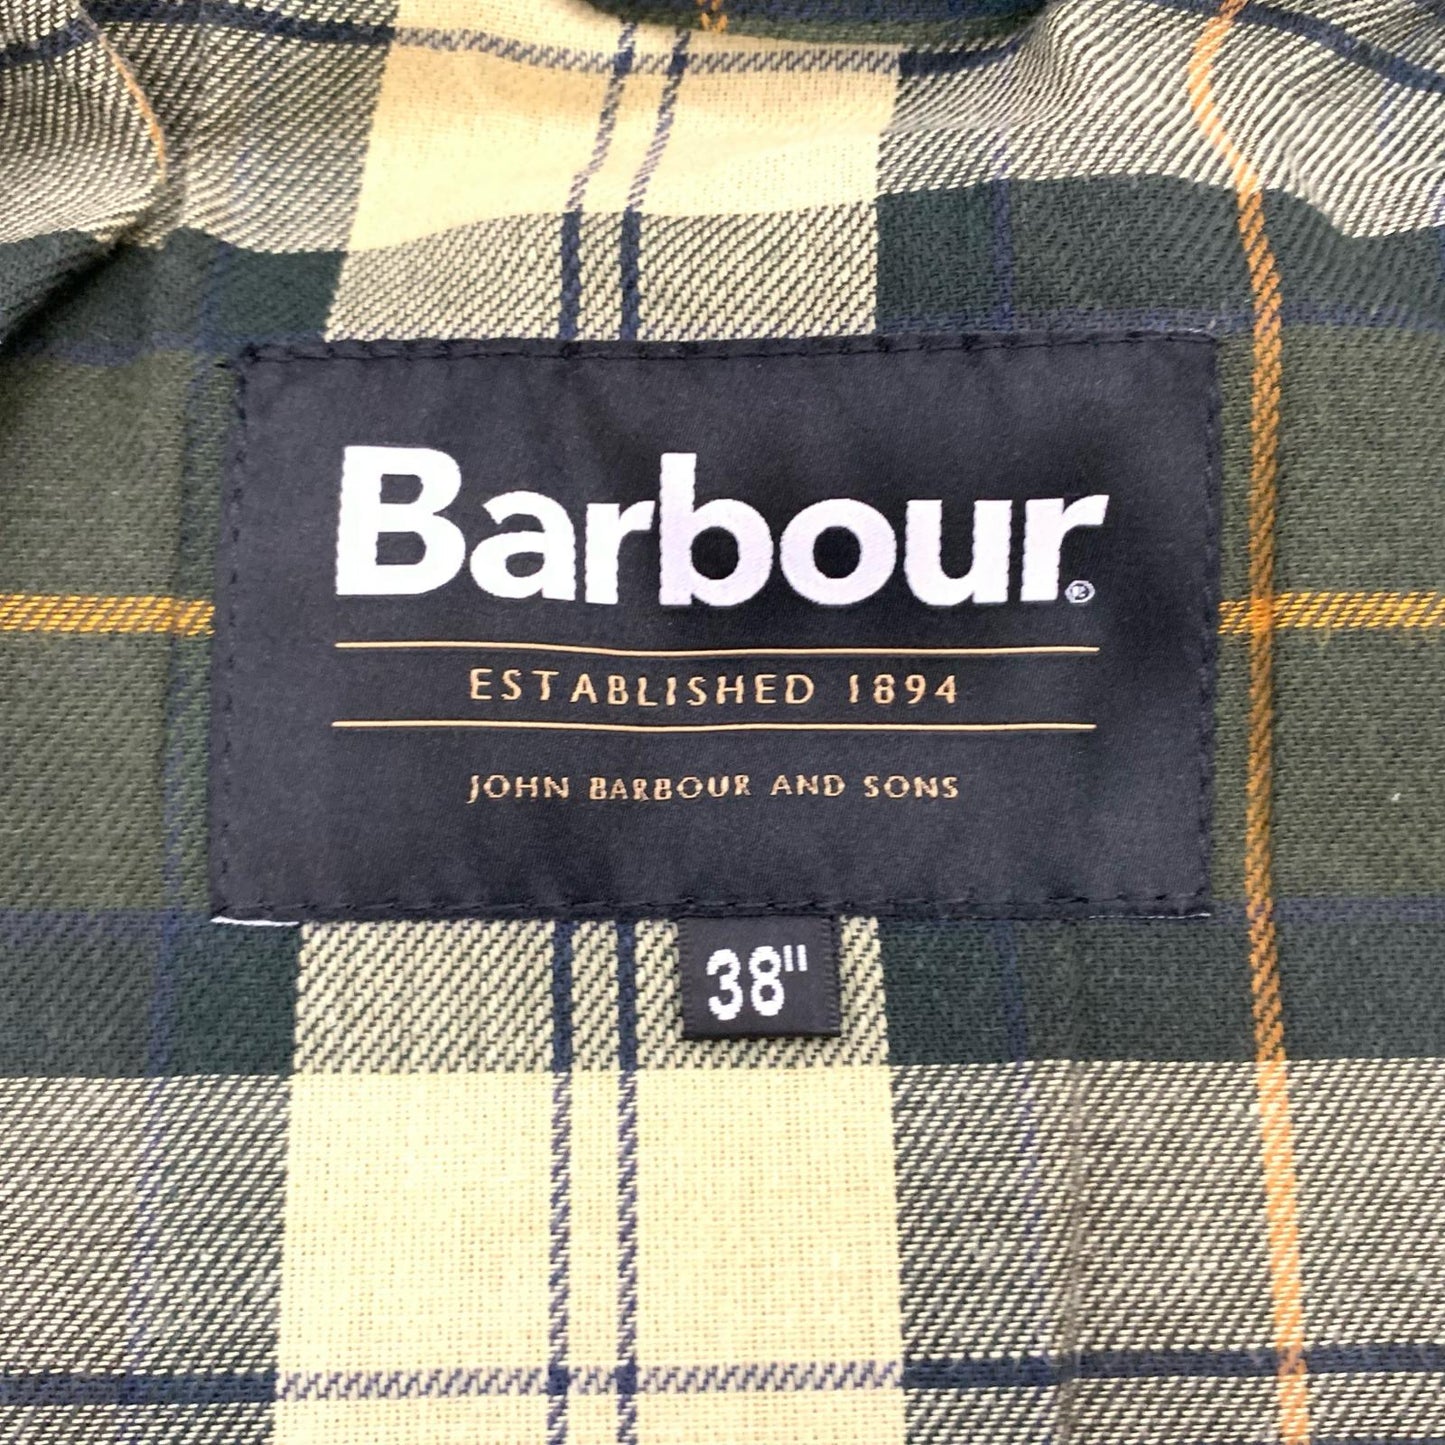 Barbour®
ESTABLISHED 1894
JOHN BARBOUR AND SONS
38"